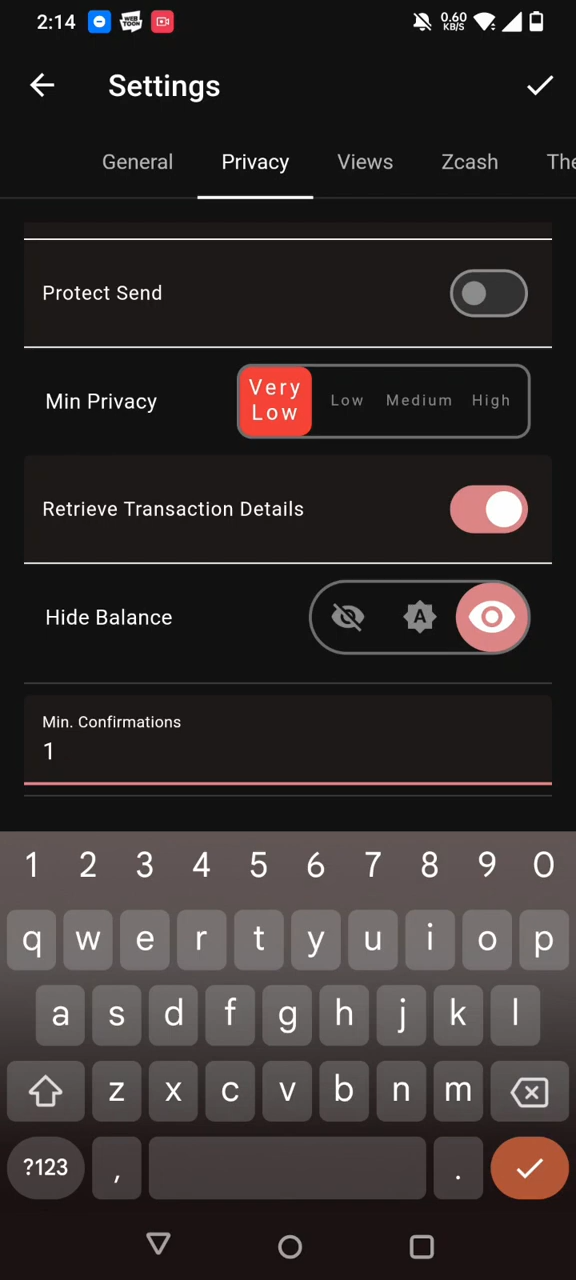 2:14
WEB
TOON
0.60
KB/S
Settings
General Privacy Views Zcash The
Protect Send
Min Privacy
Very
Low
Low Medium High
Retrieve Transaction Details
Hide Balance
A
Min. Confirmations
1
1 2 3 4 5 6 7 8 9 0
q w e r t y u i o p
a s d f g h j k l
z x c v b n m
?123 , .